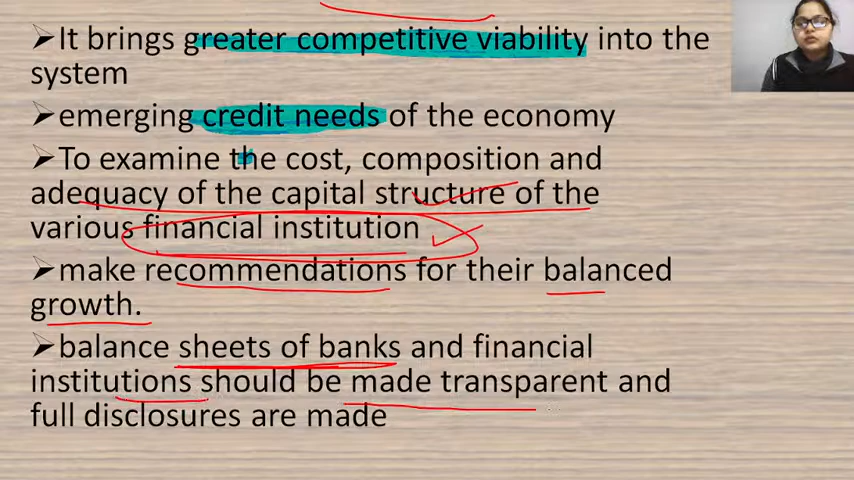 ➤It brings greater competitive viability into the
system
➤emerging credit needs of the economy
➤To examine the cost, composition and
adequacy of the capital structure of the
various financial institution
➤make recommendations for their balanced
growth.
➤balance sheets of banks and financial
institutions should be made transparent and
full disclosures are made